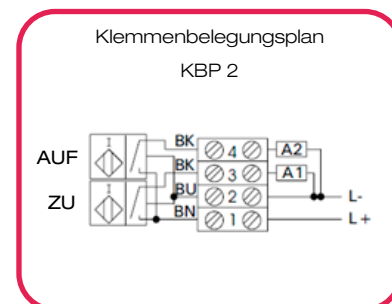 Klemmenbelegungsplan
KBP 2
AUF
ZU
I
I
BK
BK
BU
BN
4
3
2
1
A2
A1
L-
L+